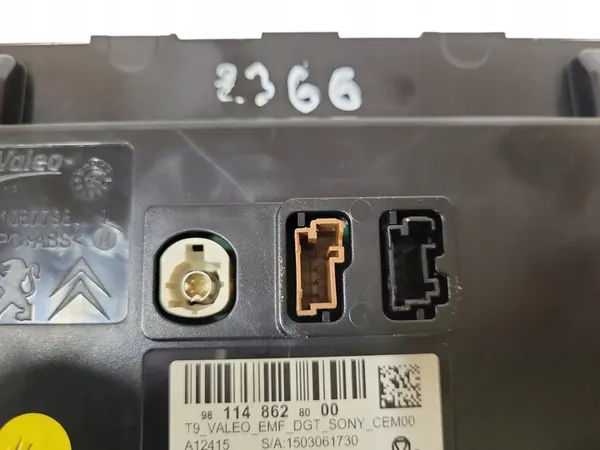 2366
Valeo
98 114 862 80 00
T9_VALEO_EMF_DGT_SONY_CEM00
A12415 S/A:1503061730